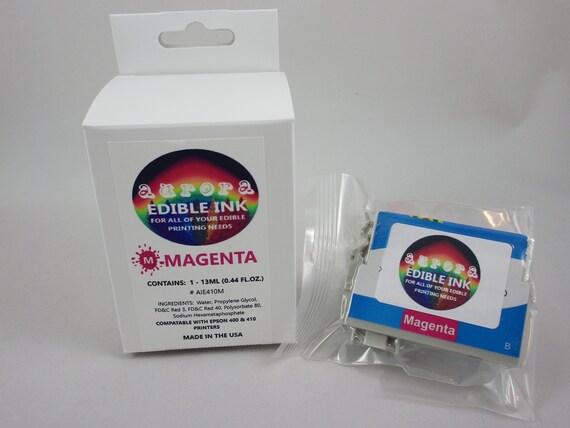 aurora
EDIBLE INK
FOR ALL OF YOUR EDIBLE
PRINTING NEEDS
M -MAGENTA
CONTAINS: 1 - 13ML (0.44 FL.OZ.)
# AIE410M
INGREDIENTS: Water, Propylene Glycol,
FD&C Red 3, FD&C Red 40, Polysorbate 80,
Sodium Hexametaphosphate
COMPATABLE WITH EPSON 400 & 410
PRINTERS
MADE IN THE USA
aurora
EDIBLE INK
FOR ALL OF YOUR EDIBLE
PRINTING NEEDS
Magenta
B